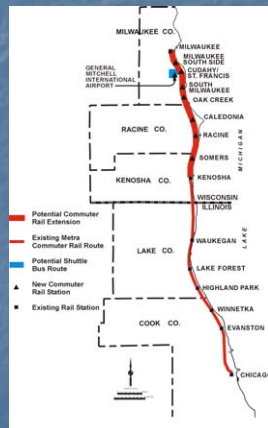 MILWAUKEE CO.
MILWAUKEE
MILWAUKEE
SOUTH SIDE
CUDAHY/
ST. FRANCIS
GENERAL
MITCHELL
INTERNATIONAL
AIRPORT
SOUTH
MILWAUKEE
OAK CREEK
CALEDONIA
RACINE CO.
RACINE
MICHIGAN
SOMERS
KENOSHA CO.
KENOSHA
WISCONSIN
ILLINOIS
LAKE
Potential Commuter
Rail Extension
Existing Metra
Commuter Rail Route
Potential Shuttle
Bus Route
New Commuter
Rail Station
Existing Rail Station
WAUKEGAN
LAKE CO.
LAKE FOREST
HIGHLAND PARK
WINNETKA
COOK CO.
EVANSTON
CHICAGO